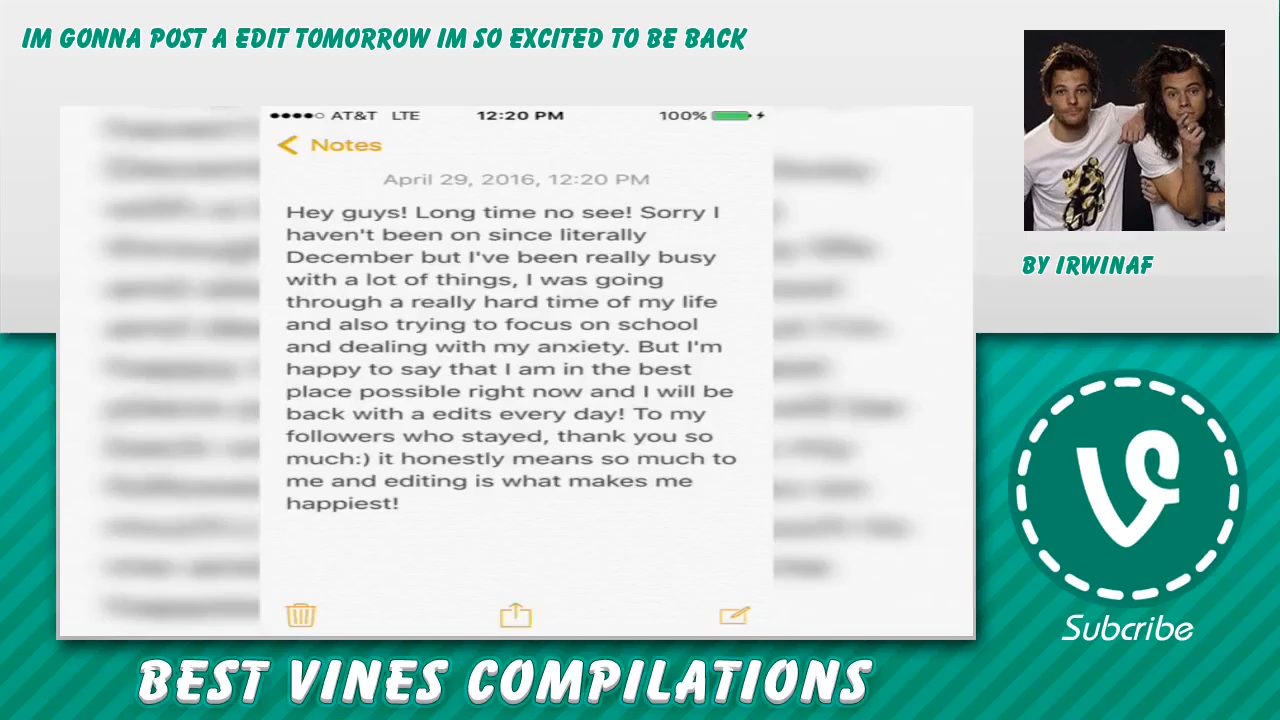 IM GONNA POST A EDIT TOMORROW IM SO EXCITED TO BE BACK
●●●●○ AT&T LTE 12:20 PM 100%
Notes
April 29, 2016, 12:20 PM
Hey guys! Long time no see! Sorry I
haven't been on since literally
December but I've been really busy
with a lot of things, I was going
through a really hard time of my life
and also trying to focus on school
and dealing with my anxiety. But I'm
happy to say that I am in the best
place possible right now and I will be
back with a edits every day! To my
followers who stayed, thank you so
much:) it honestly means so much to
me and editing is what makes me
happiest!
BY IRWINAF
Subcribe
BEST VINES COMPILATIONS